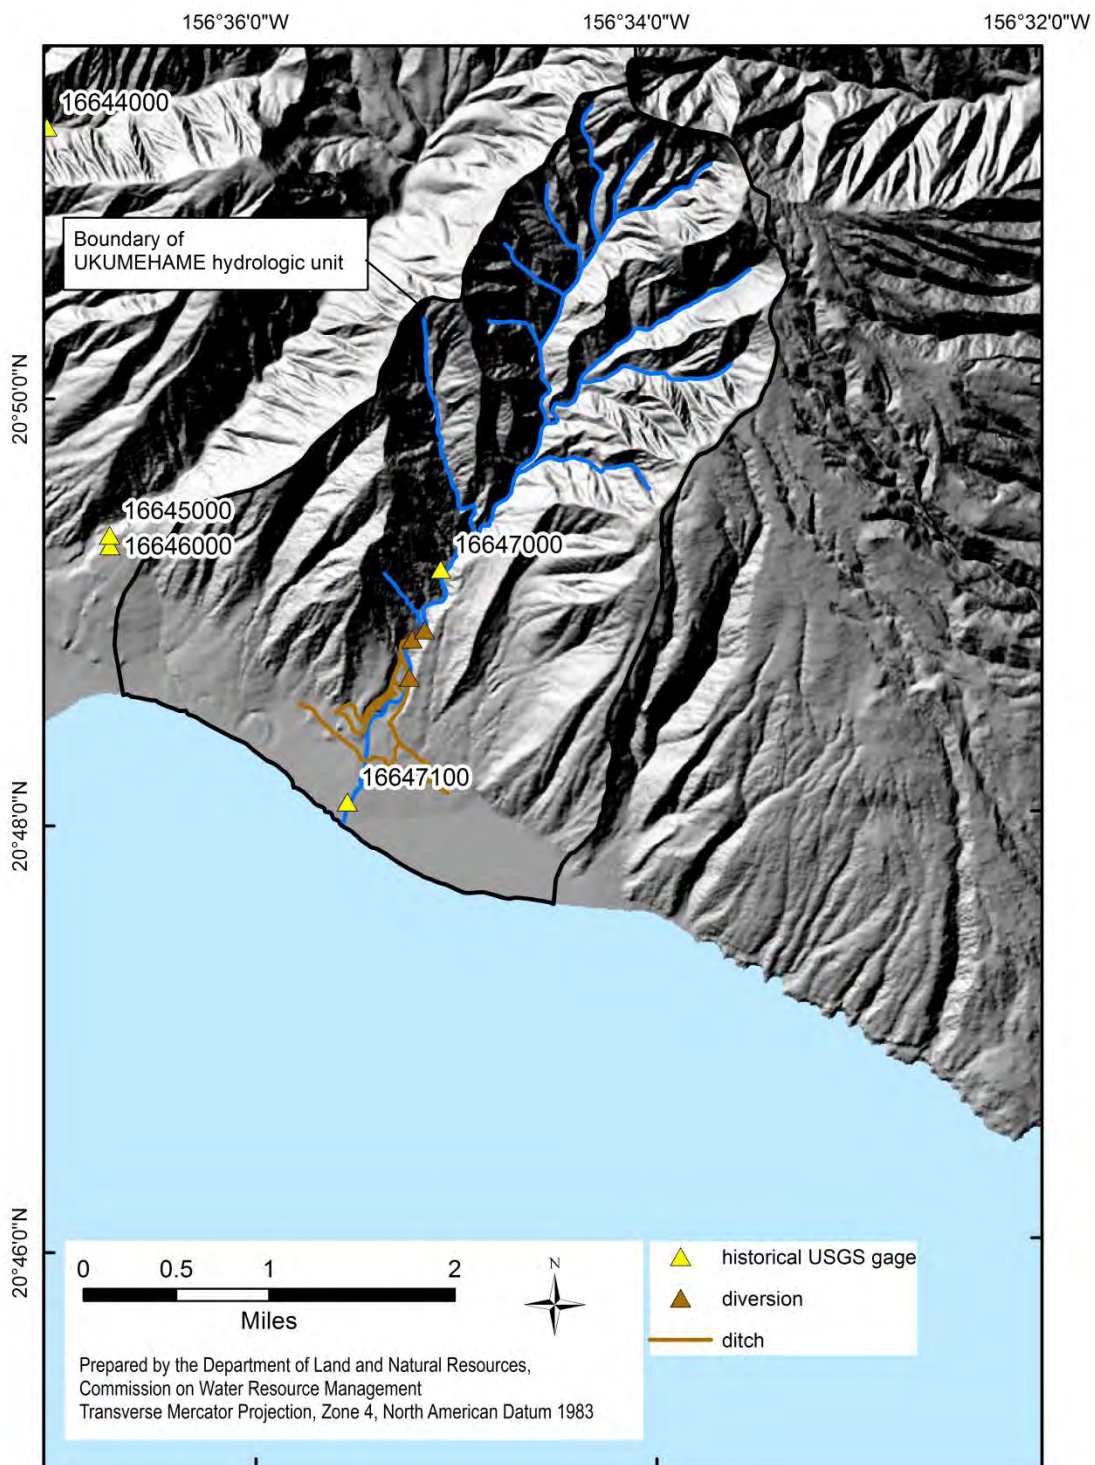 156°36'0"W
156°34'0"W
156°32'0"W
16644000
Boundary of
UKUMEHAME hydrologic unit
20°50'0"N
16645000
16646000
16647000
16647100
20°48'0"N
20°46'0"N
0 0.5 1 2
Miles
N
historical USGS gage
diversion
ditch
Prepared by the Department of Land and Natural Resources,
Commission on Water Resource Management
Transverse Mercator Projection, Zone 4, North American Datum 1983